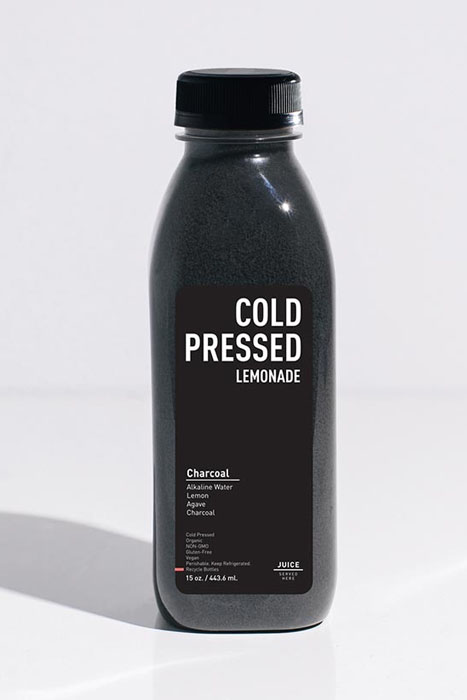 COLD
PRESSED
LEMONADE
Charcoal
Alkaline Water
Lemon
Agave
Charcoal
Cold Pressed
Organic
NON-GMO
Gluten-Free
Vegan
Perishable. Keep Refrigerated.
Recycle Bottles
15 oz. / 443.6 ml.
JUICE
SERVED
HERE